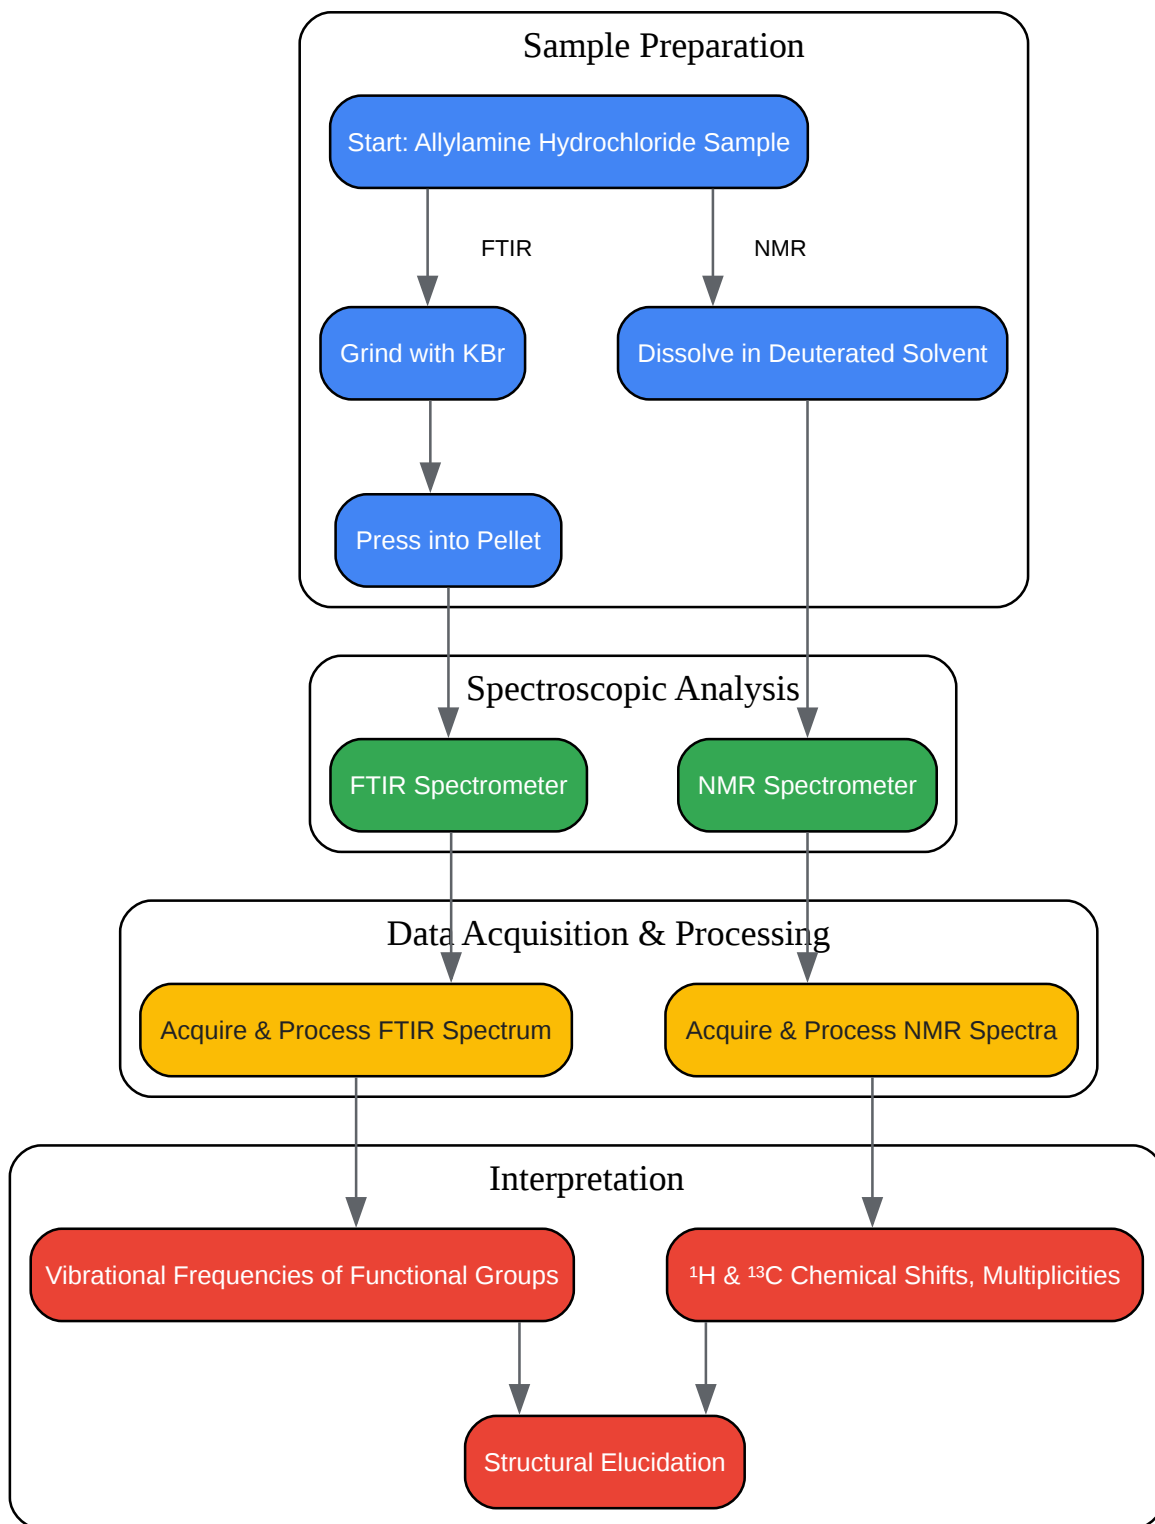 Sample Preparation
Start: Allylamine Hydrochloride Sample
FTIR
NMR
Grind with KBr
Dissolve in Deuterated Solvent
Press into Pellet
Spectroscopic Analysis
FTIR Spectrometer
NMR Spectrometer
Data Acquisition & Processing
Acquire & Process FTIR Spectrum
Acquire & Process NMR Spectra
Interpretation
Vibrational Frequencies of Functional Groups
¹H & ¹³C Chemical Shifts, Multiplicities
Structural Elucidation